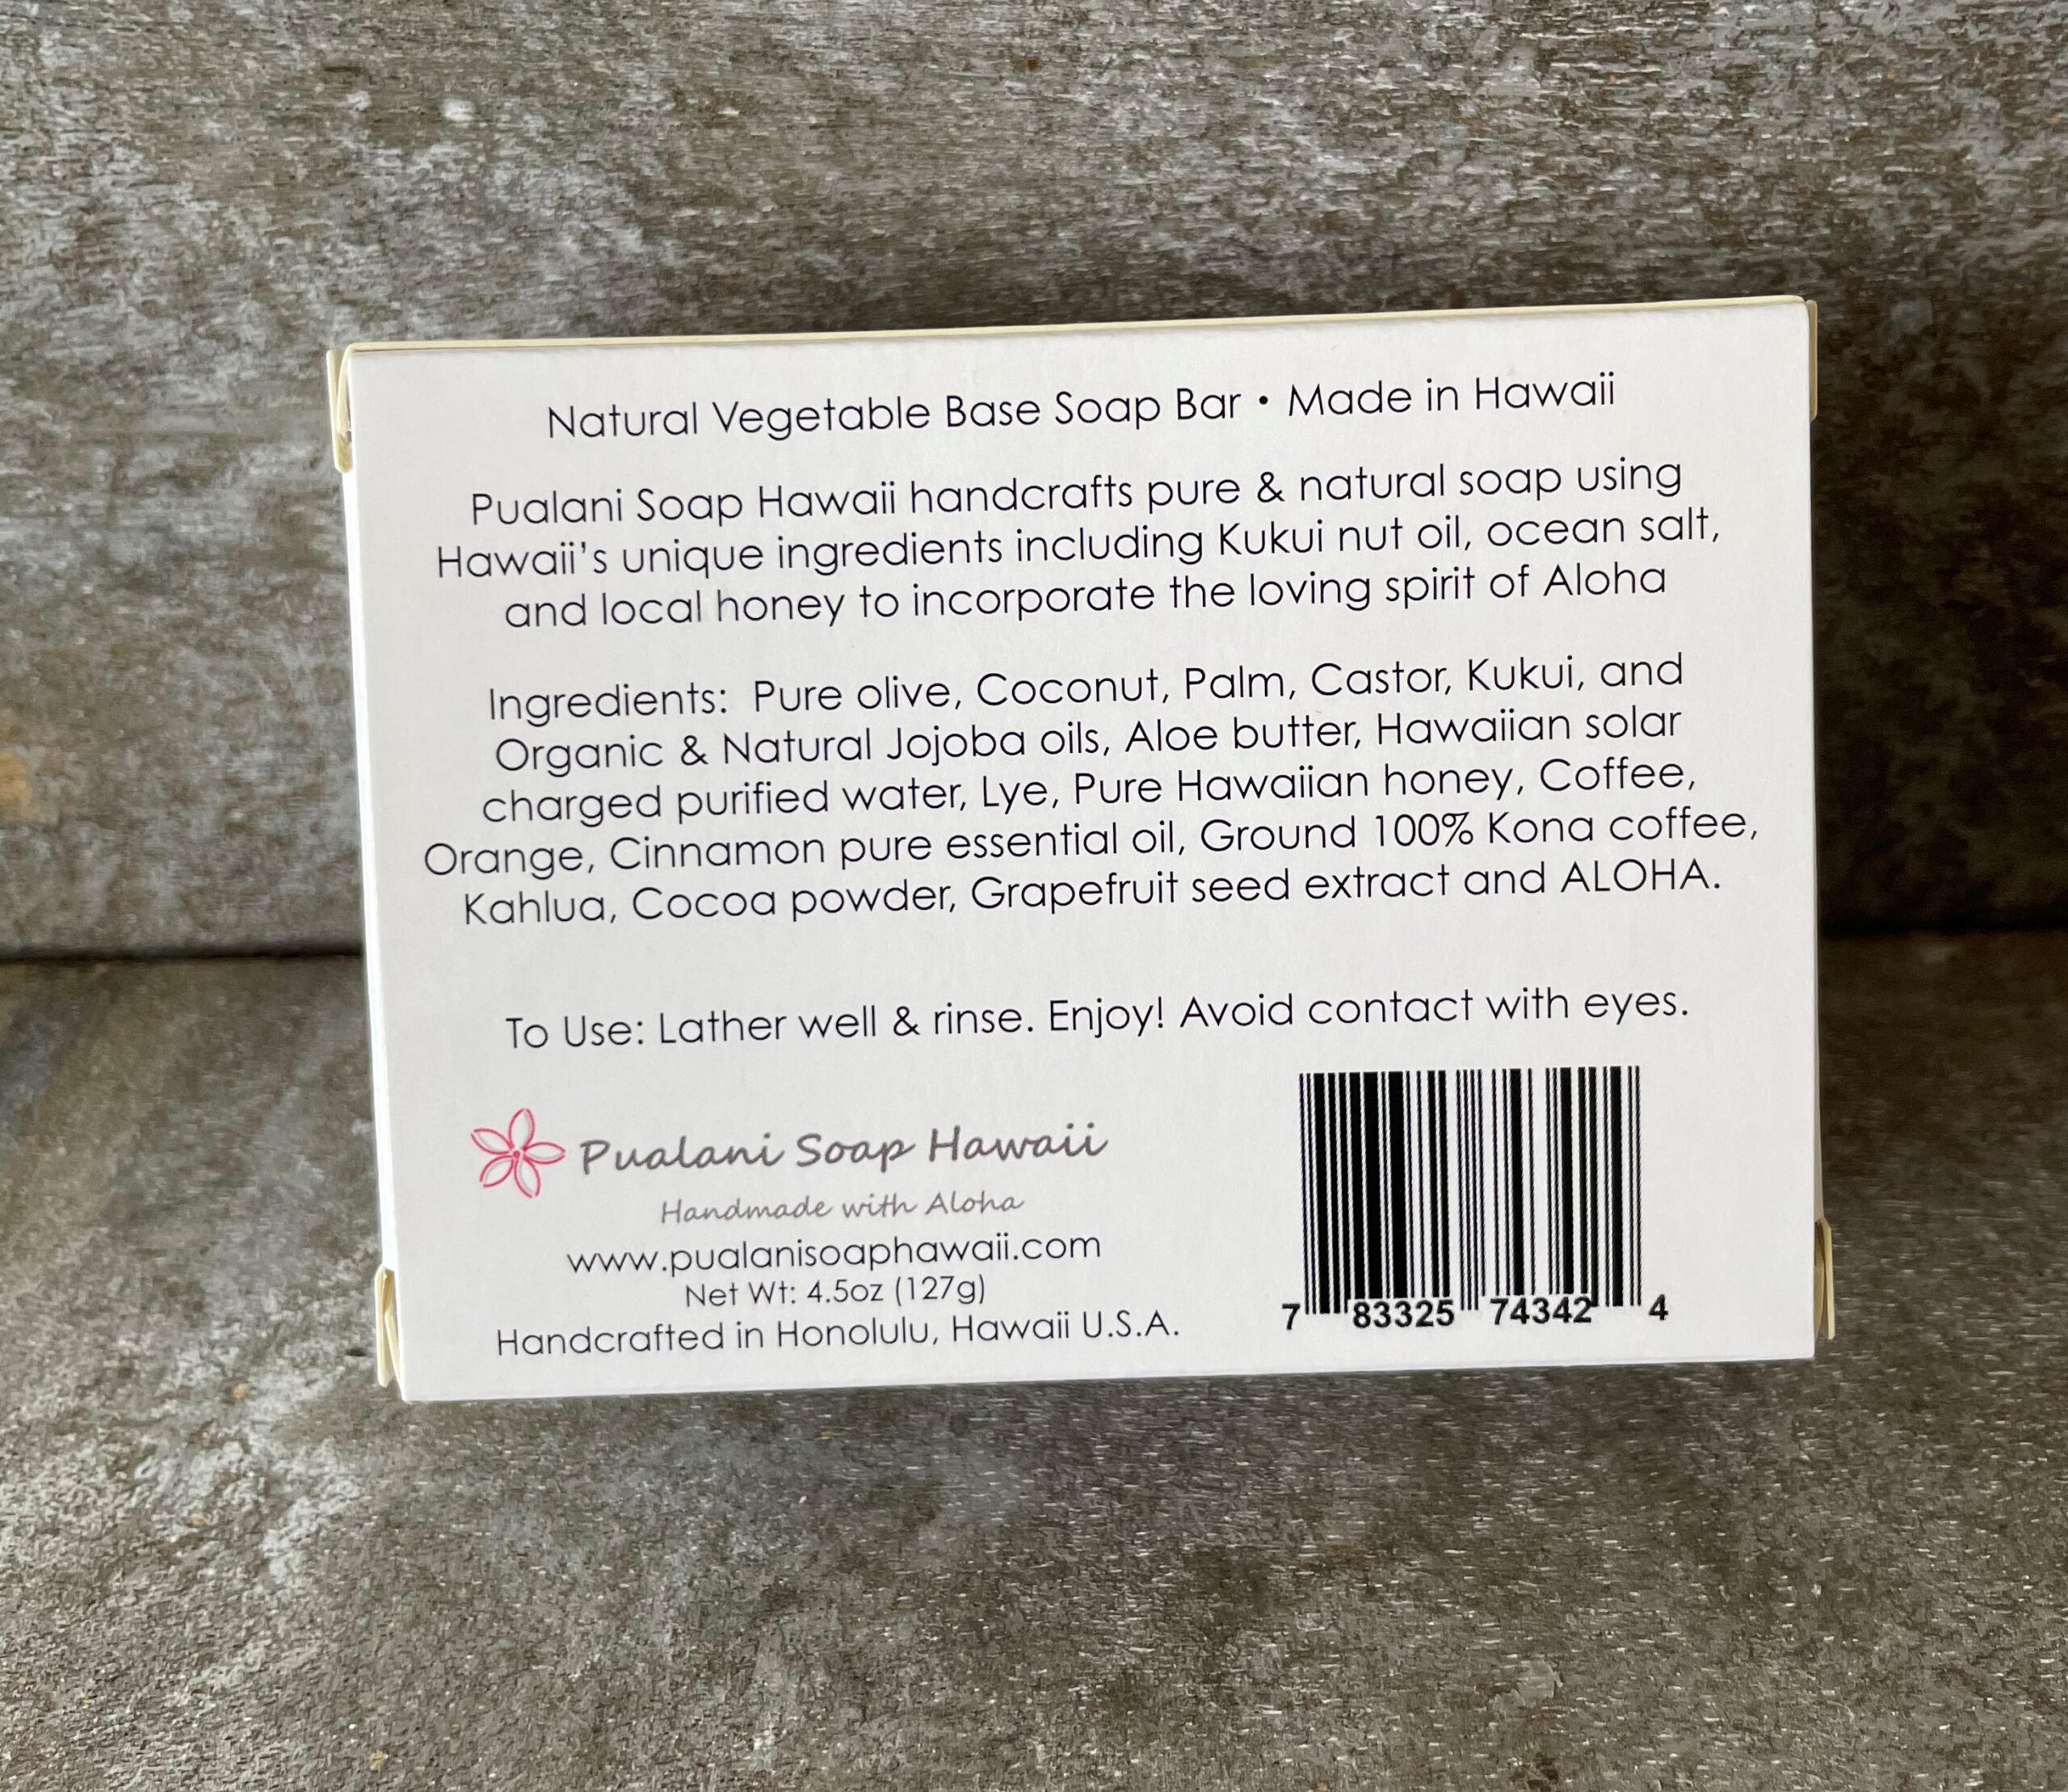 Natural Vegetable Base Soap Bar • Made in Hawaii
Pualani Soap Hawaii handcrafts pure & natural soap using
Hawaii's unique ingredients including Kukui nut oil, ocean salt,
and local honey to incorporate the loving spirit of Aloha
Ingredients: Pure olive, Coconut, Palm, Castor, Kukui, and
Organic & Natural Jojoba oils, Aloe butter, Hawaiian solar
charged purified water, Lye, Pure Hawaiian honey, Coffee,
Orange, Cinnamon pure essential oil, Ground 100% Kona coffee,
Kahlua, Cocoa powder, Grapefruit seed extract and ALOHA.
To Use: Lather well & rinse. Enjoy! Avoid contact with eyes.
Pualani Soap Hawaii
Handmade with Aloha
www.pualanisoaphawaii.com
Net Wt: 4.5oz (127g)
Handcrafted in Honolulu, Hawaii U.S.A.
7 83325 74342 4